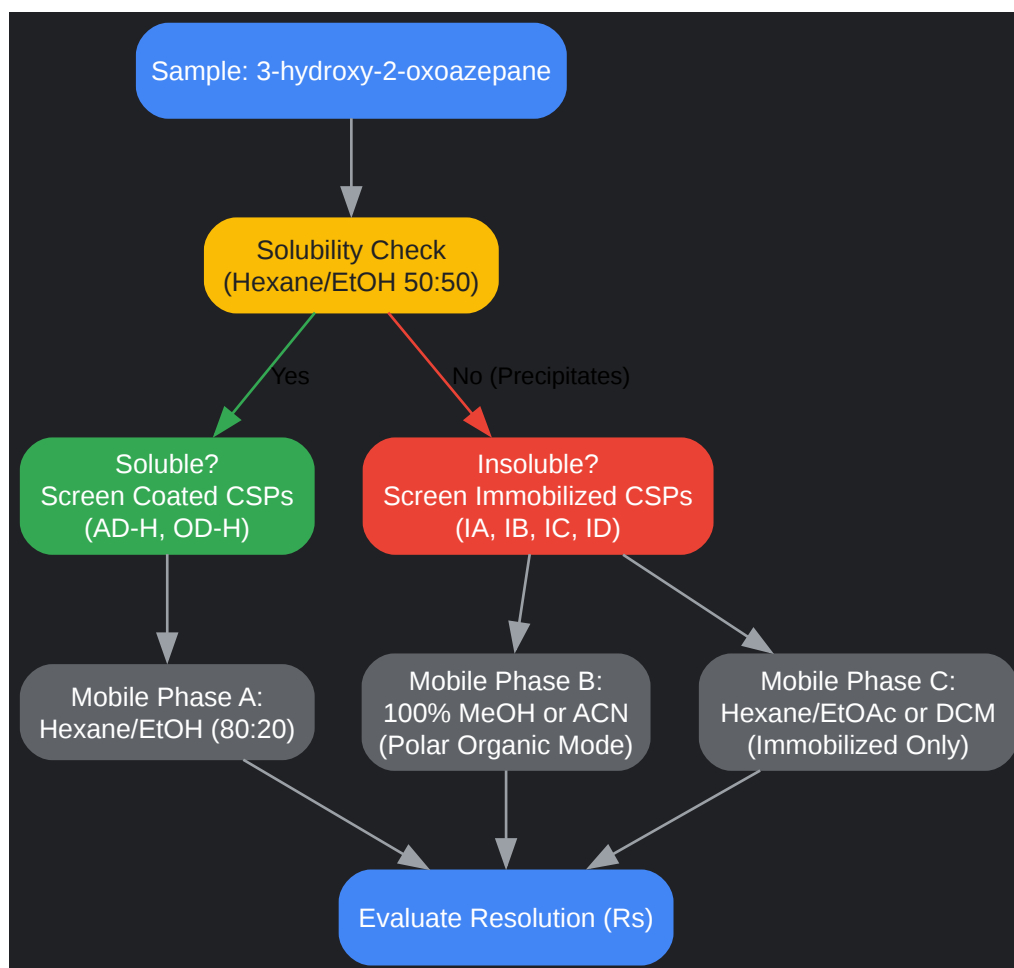 Sample: 3-hydroxy-2-oxoazepane
Solubility Check
(Hexane/EtOH 50:50)
Yes
No (Precipitates)
Soluble?
Screen Coated CSPs
(AD-H, OD-H)
Insoluble?
Screen Immobilized CSPs
(IA, IB, IC, ID)
Mobile Phase A:
Hexane/EtOH (80:20)
Mobile Phase B:
100% MeOH or ACN
(Polar Organic Mode)
Mobile Phase C:
Hexane/EtOAc or DCM
(Immobilized Only)
Evaluate Resolution (Rs)